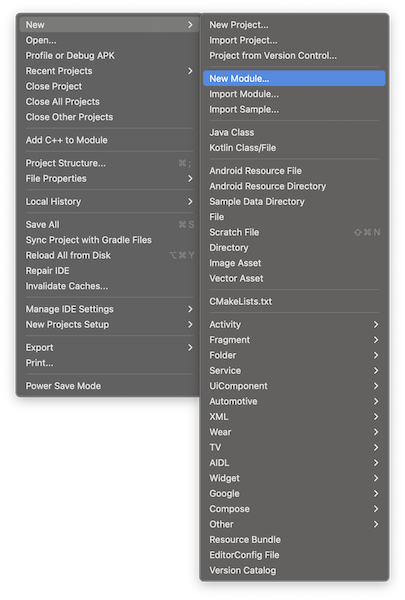 New
Open...
Profile or Debug APK
Recent Projects
Close Project
Close All Projects
Close Other Projects
Add C++ to Module
Project Structure... ⌘ ;
File Properties
Local History
Save All ⌘ S
Sync Project with Gradle Files
Reload All from Disk ⌥ ⌘ Y
Repair IDE
Invalidate Caches...
Manage IDE Settings
New Projects Setup
Export
Print...
Power Save Mode
New Project...
Import Project...
Project from Version Control...
New Module...
Import Module...
Import Sample...
Java Class
Kotlin Class/File
Android Resource File
Android Resource Directory
Sample Data Directory
File
Scratch File ⇧ ⌘ N
Directory
Image Asset
Vector Asset
CMakeLists.txt
Activity
Fragment
Folder
Service
UiComponent
Automotive
XML
Wear
TV
AIDL
Widget
Google
Compose
Other
Resource Bundle
EditorConfig File
Version Catalog